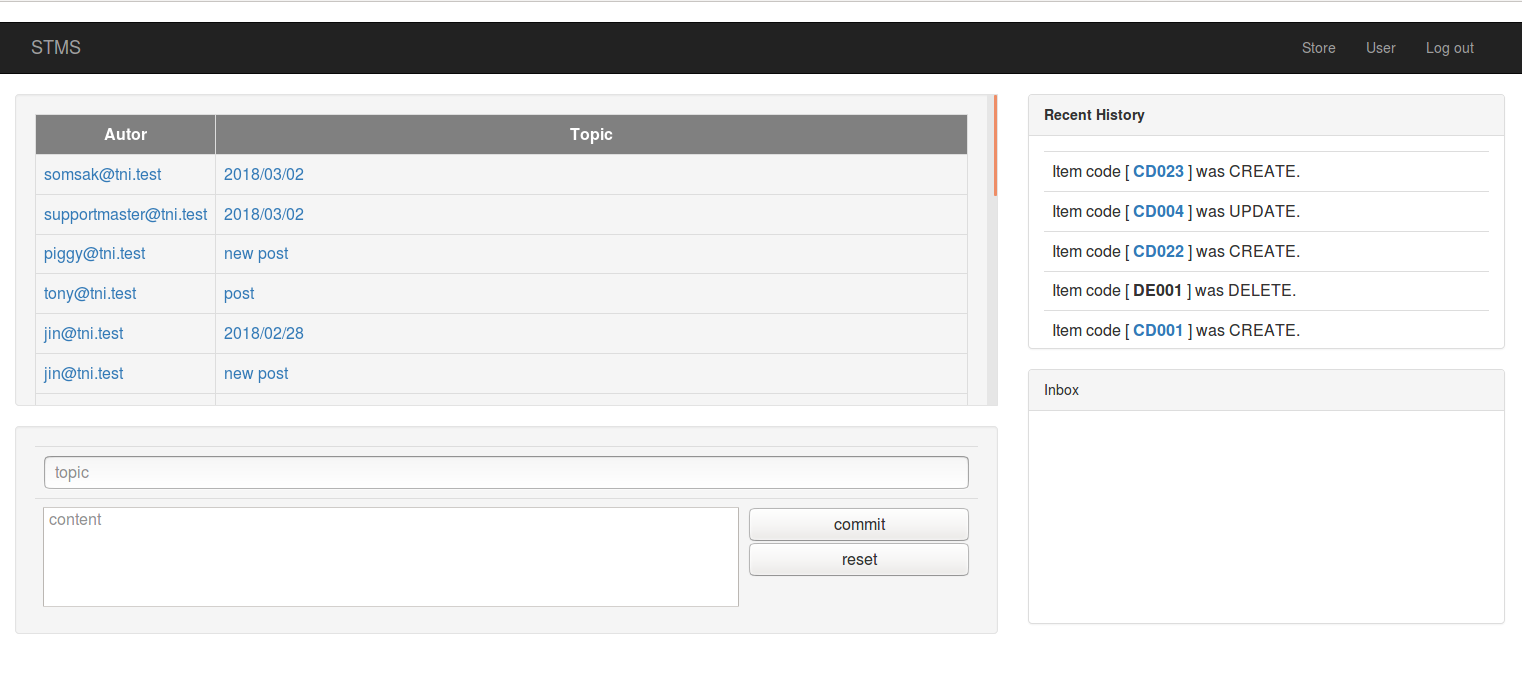 STMS Store User Log out
Autor Topic
somsak@tni.test 2018/03/02
supportmaster@tni.test 2018/03/02
piggy@tni.test new post
tony@tni.test post
jin@tni.test 2018/02/28
jin@tni.test new post
topic
content
commit
reset
Recent History
Item code [ CD023 ] was CREATE.
Item code [ CD004 ] was UPDATE.
Item code [ CD022 ] was CREATE.
Item code [ DE001 ] was DELETE.
Item code [ CD001 ] was CREATE.
Inbox